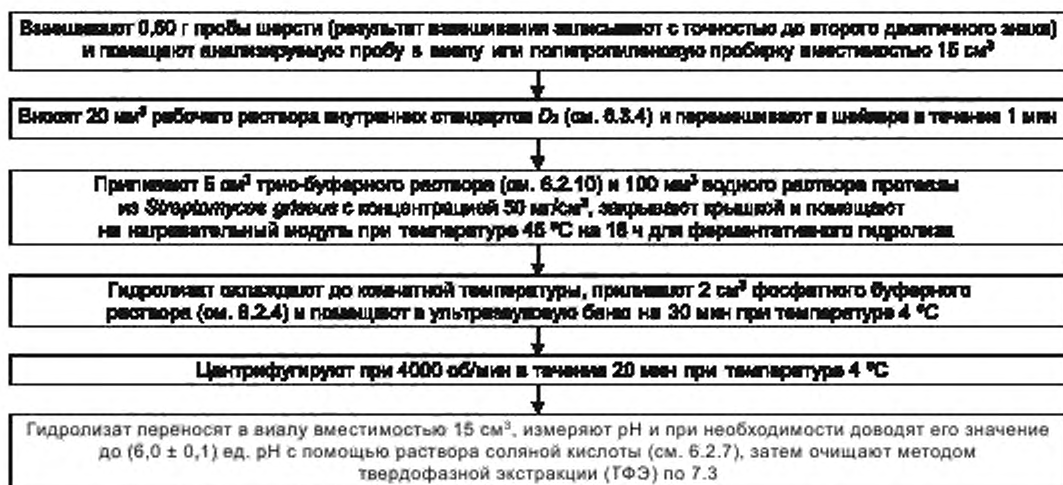 Взвешивают 0,50 г пробы шерсти (результат взвешивания записывают с точностью до второго десятичного знака)
и помещают анализируемую пробу в виалу или полипропиленовую пробирку вместимостью 15 см³
Вносят 20 мм³ рабочего раствора внутренних стандартов D₂ (см. 6.3.4) и перемешивают в шейкере в течение 1 мин
Приливают 5 см³ трис-буферного раствора (см. 6.2.10) и 100 мм³ водного раствора протеазы
из Streptomyces griseus с концентрацией 50 мг/см³, закрывают крышкой и помещают
на нагревательный модуль при температуре 45 °С на 16 ч для ферментативного гидролиза
Гидролизат охлаждают до комнатной температуры, приливают 2 см³ фосфатного буферного
раствора (см. 6.2.4) и помещают в ультразвуковую баню на 30 мин при температуре 4 °С
Центрифугируют при 4000 об/мин в течение 20 мин при температуре 4 °С
Гидролизат переносят в виалу вместимостью 15 см³, измеряют pH и при необходимости доводят его значение
до (6,0 ± 0,1) ед. pH с помощью раствора соляной кислоты (см. 6.2.7), затем очищают методом
твердофазной экстракции (ТФЭ) по 7.3